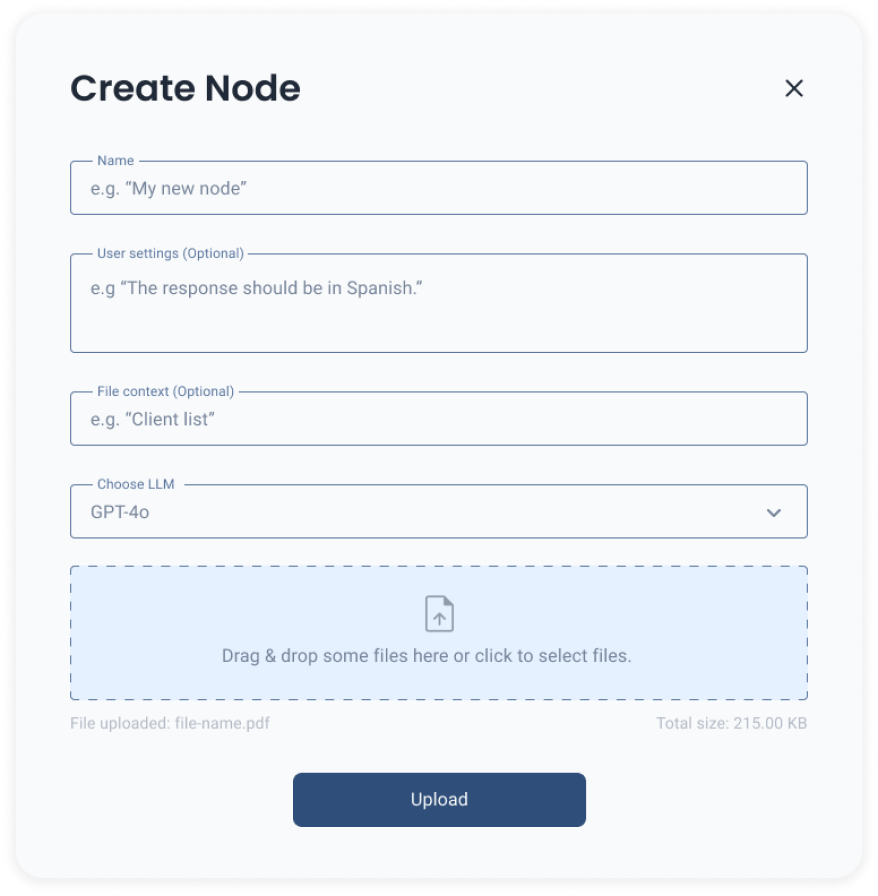 Create Node
Name
e.g. “My new node”
User settings (Optional)
e.g “The response should be in Spanish.”
File context (Optional)
e.g. “Client list”
Choose LLM
GPT-4o
Drag & drop some files here or click to select files.
File uploaded: file-name.pdf
Total size: 215.00 KB
Upload